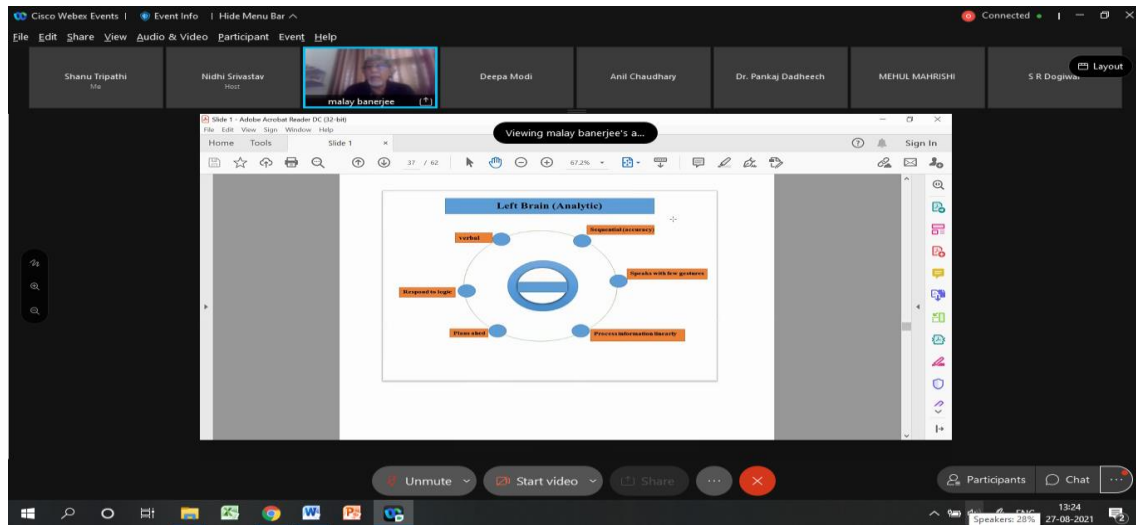 Cisco Webex Events | Event Info | Hide Menu Bar
Connected
File Edit Share View Audio & Video Participant Event Help
Layout
Shanu Tripathi
Me
Nidhi Srivastav
Host
malay banerjee
Deepa Modi
Anil Chaudhary
Dr. Pankaj Dadheech
MEHUL MAHRISHI
S R Dogiwal
Slide 1 - Adobe Acrobat Reader DC (32-bit)
File Edit View Sign Window Help
Viewing malay banerjee's a...
Home Tools Slide 1 × Sign In
37 / 62 67.2%
Left Brain (Analytic)
verbal
Sequential (accuracy)
Speaks with few gestures
Respond to logic
Plans ahed
Process information linearly
Unmute Start video Share
Participants Chat
ENG 13:24
Speakers: 28% 27-08-2021